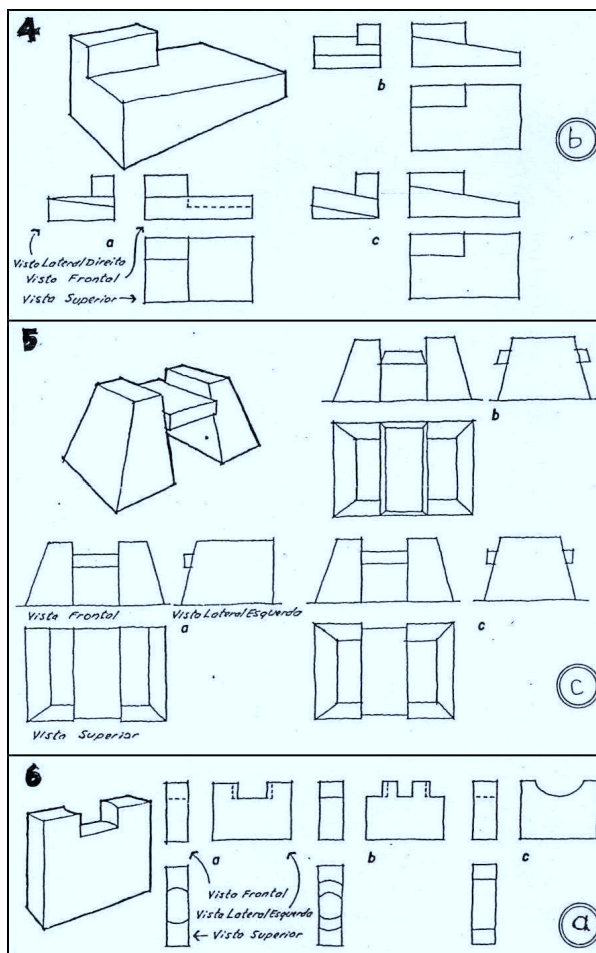 4
b
b
a
c
Vista Lateral Direita
Vista Frontal
Vista Superior
5
b
Vista Frontal
Vista Lateral Esquerda
a
c
C
Vista Superior
6
a
b
c
Vista Frontal
Vista Lateral Esquerda
Vista Superior
a